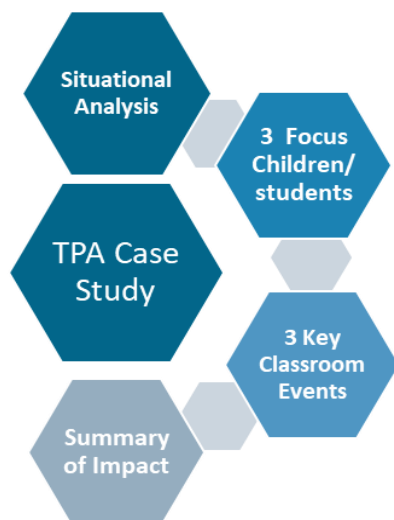 Situational
Analysis
3 Focus
Children/
students
TPA Case
Study
3 Key
Classroom
Events
Summary
of Impact